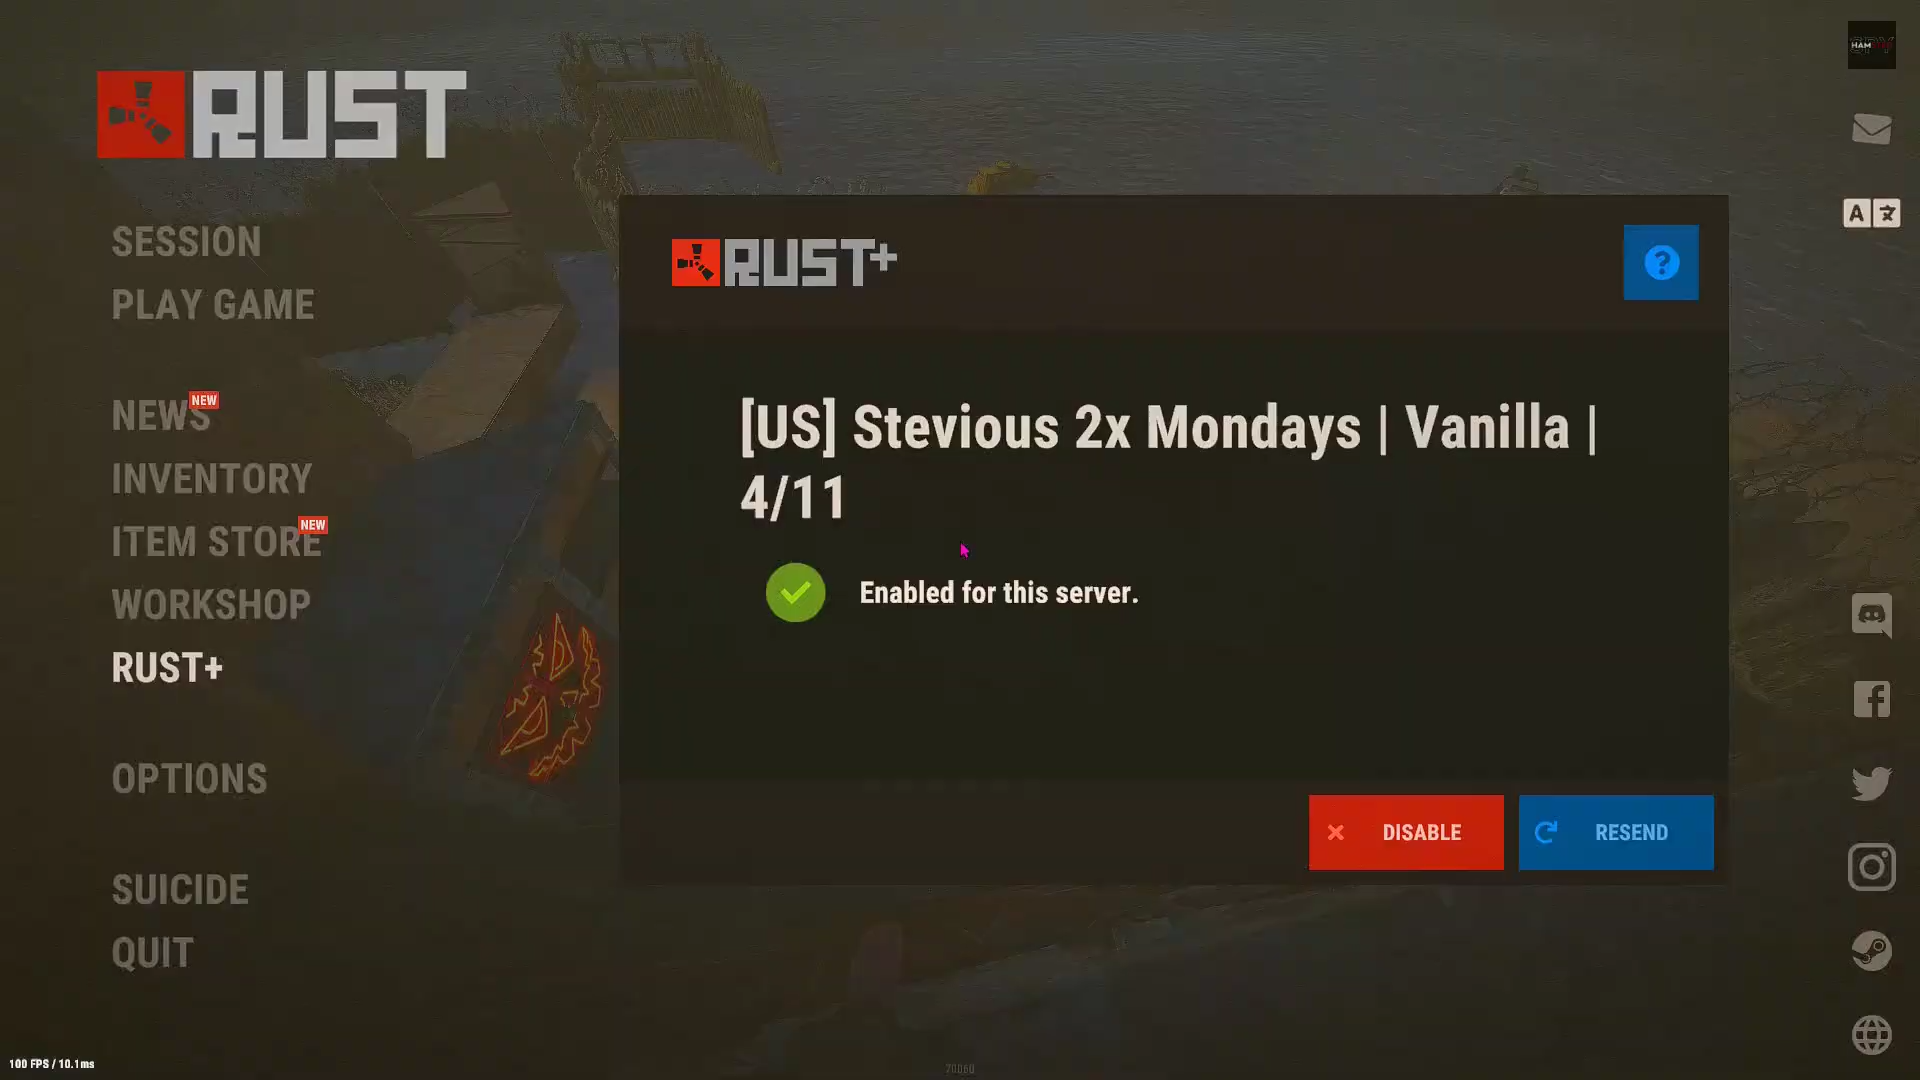 RUST
SESSION
PLAY GAME
NEWS NEW
INVENTORY
ITEM STORE NEW
WORKSHOP
RUST+
OPTIONS
SUICIDE
QUIT
RUST+
?
[US] Stevious 2x Mondays | Vanilla |
4/11
Enabled for this server.
DISABLE
RESEND
100 FPS / 10.1ms